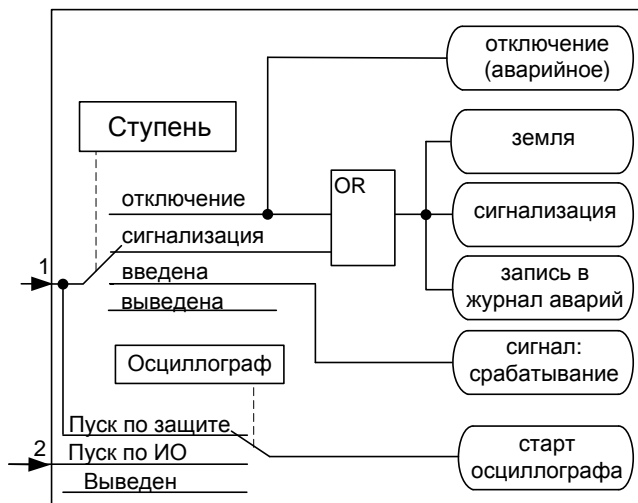 отключение
(аварийное)
Ступень
земля
OR
отключение
сигнализация
сигнализация
1
введена
выведена
запись в
журнал аварий
сигнал:
срабатывание
Осциллограф
Пуск по защите
2
Пуск по ИО
Выведен
старт
осциллографа